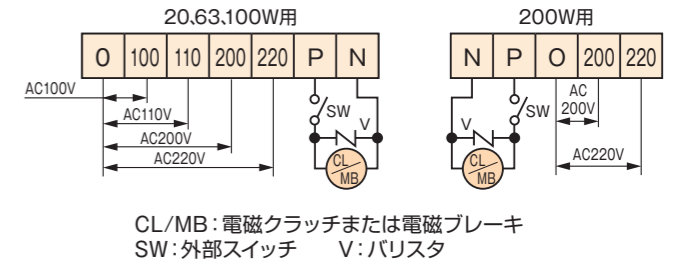 20､63､100W用
200W用
0 100 110 200 220 P N
N P O 200 220
AC100V
AC110V
AC200V
AC220V
SW
V
CL/MB
SW
V
CL/MB
AC
200V
AC220V
CL/MB：電磁クラッチまたは電磁ブレーキ
SW：外部スイッチ　V：バリスタ